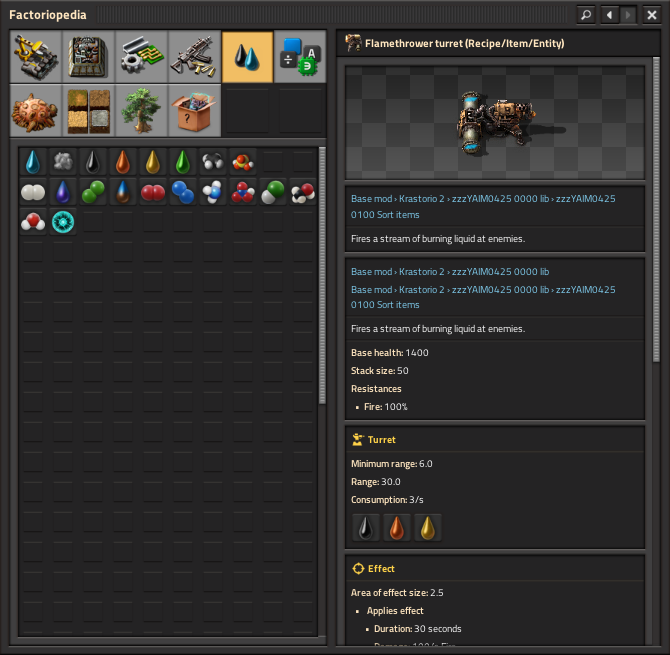 Factoriopedia
Flamethrower turret (Recipe/Item/Entity)
Base mod › Krastorio 2 › zzzYAIM0425 0000 lib › zzzYAIM0425
0100 Sort items
Fires a stream of burning liquid at enemies.
Base mod › Krastorio 2 › zzzYAIM0425 0000 lib
Base mod › Krastorio 2 › zzzYAIM0425 0000 lib › zzzYAIM0425
0100 Sort items
Fires a stream of burning liquid at enemies.
Base health: 1400
Stack size: 50
Resistances
▪ Fire: 100%
Turret
Minimum range: 6.0
Range: 30.0
Consumption: 3/s
Effect
Area of effect size: 2.5
▪ Applies effect
▪ Duration: 30 seconds